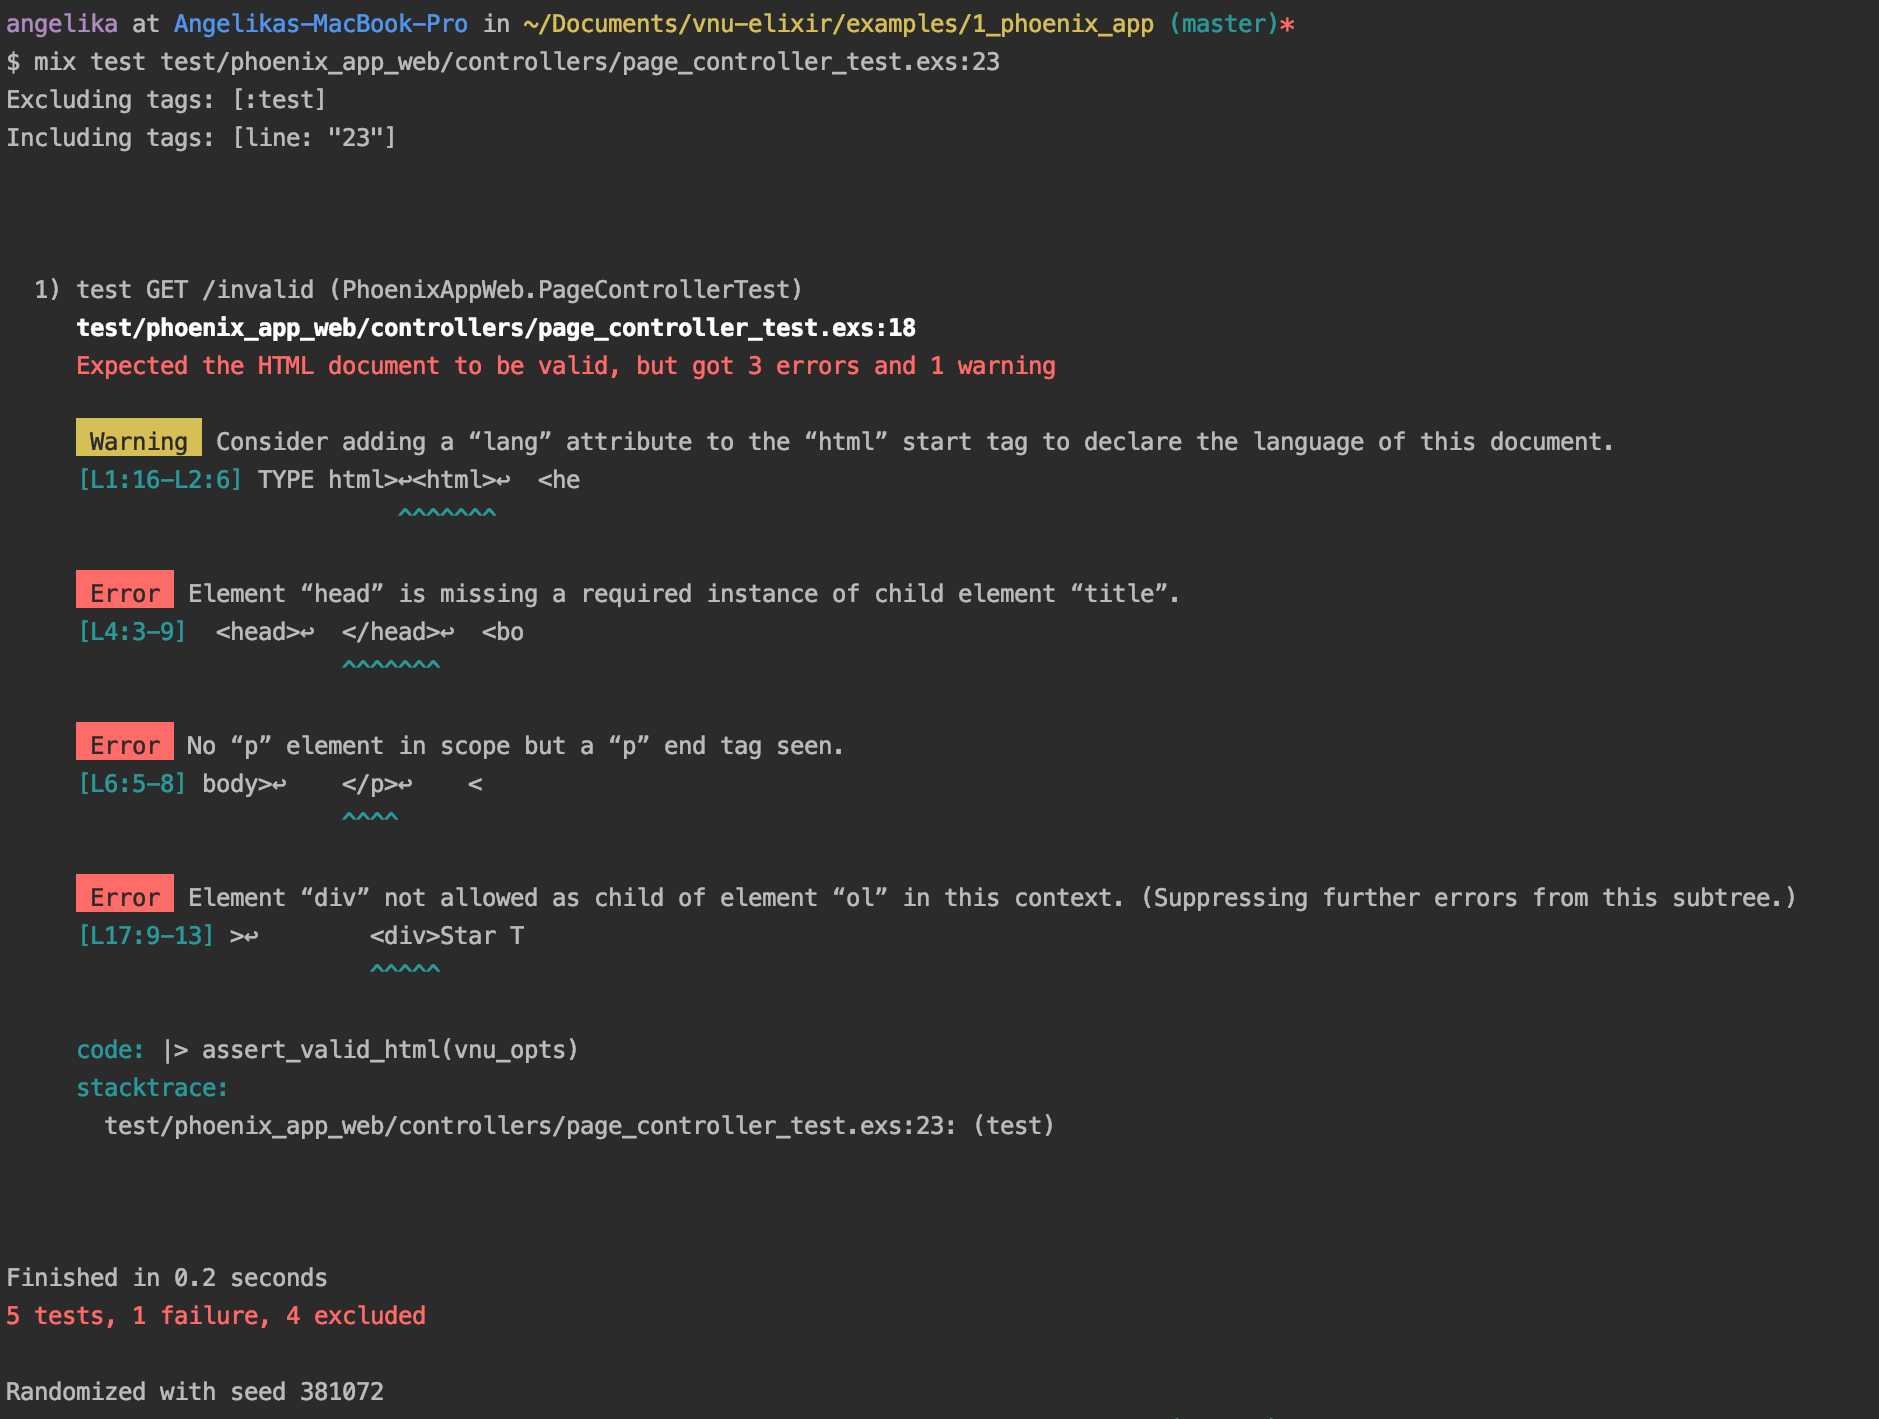 angelika at Angelikas-MacBook-Pro in ~/Documents/vnu-elixir/examples/1_phoenix_app (master)*
$ mix test test/phoenix_app_web/controllers/page_controller_test.exs:23
Excluding tags: [:test]
Including tags: [line: "23"]
1) test GET /invalid (PhoenixAppWeb.PageControllerTest)
test/phoenix_app_web/controllers/page_controller_test.exs:18
Expected the HTML document to be valid, but got 3 errors and 1 warning
Warning Consider adding a “lang” attribute to the “html” start tag to declare the language of this document.
[L1:16-L2:6] TYPE html>↩<html>↩  <he
^^^^^^^
Error Element “head” is missing a required instance of child element “title”.
[L4:3-9]  <head>↩  </head>↩  <bo
^^^^^^^
Error No “p” element in scope but a “p” end tag seen.
[L6:5-8] body>↩    </p>↩    <
^^^^
Error Element “div” not allowed as child of element “ol” in this context. (Suppressing further errors from this subtree.)
[L17:9-13] >↩        <div>Star T
^^^^^
code: |> assert_valid_html(vnu_opts)
stacktrace:
test/phoenix_app_web/controllers/page_controller_test.exs:23: (test)
Finished in 0.2 seconds
5 tests, 1 failure, 4 excluded
Randomized with seed 381072